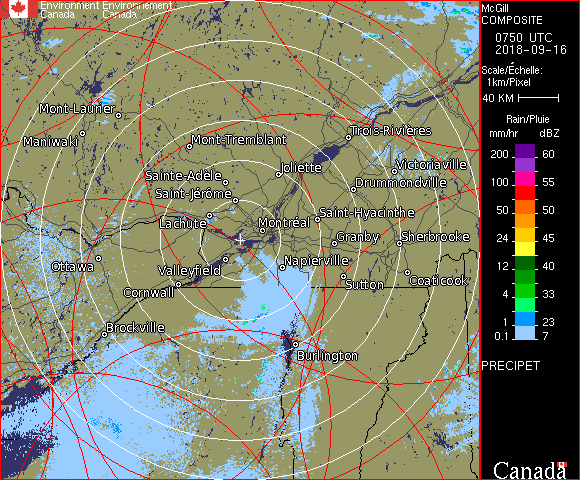 Environment Environnement
Canada Canada
Mont-Laurier
Maniwaki
Mont-Tremblant
Trois-Rivières
Sainte-Adèle
Joliette
Victoriaville
Saint-Jérôme
Drummondville
Lachute
Montréal
Saint-Hyacinthe
Granby
Sherbrooke
Ottawa
Valleyfield
Napierville
Cornwall
Sutton
Coaticook
Brockville
Burlington
McGill
COMPOSITE
0750 UTC
2018-09-16
Scale/Échelle:
1km/Pixel
40 KM
Rain/Pluie
mm/hr dBZ
200 60
150 57
100 55
50 50
24 45
12 40
4 33
1 23
0.1 7
PRECIPET
Canada